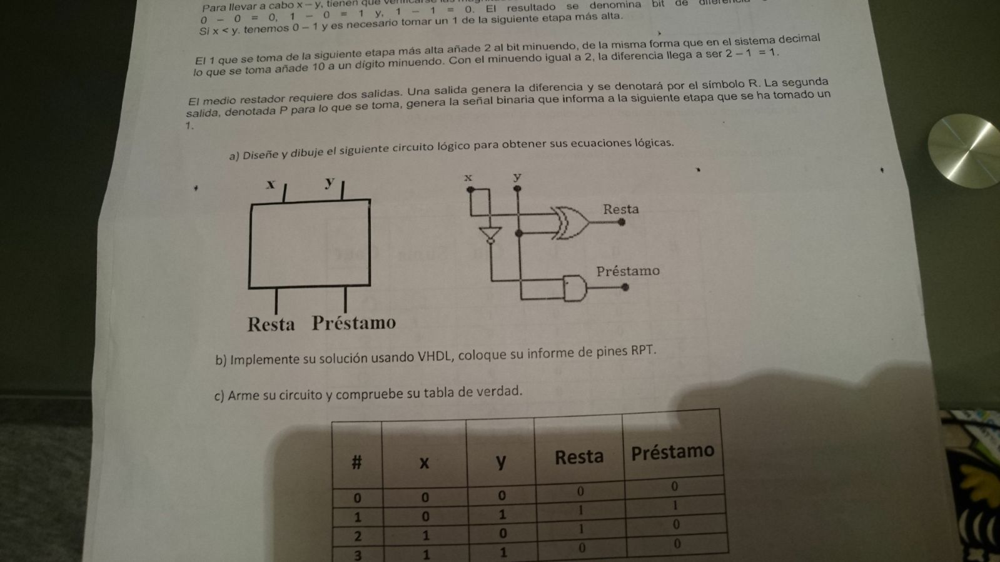 Para llevar a cabo x – y, tienen que verificarse las
0 – 0 = 0, 1 – 0 = 1 y, 1 – 1 = 0. El resultado se denomina bit de
Si x < y. tenemos 0 – 1 y es necesario tomar un 1 de la siguiente etapa más alta.
El 1 que se toma de la siguiente etapa más alta añade 2 al bit minuendo, de la misma forma que en el sistema decimal
lo que se toma añade 10 a un dígito minuendo. Con el minuendo igual a 2, la diferencia llega a ser 2 – 1 = 1.
El medio restador requiere dos salidas. Una salida genera la diferencia y se denotará por el símbolo R. La segunda
salida, denotada P para lo que se toma, genera la señal binaria que informa a la siguiente etapa que se ha tomado un
1.
a) Diseñe y dibuje el siguiente circuito lógico para obtener sus ecuaciones lógicas.
x y
Resta Préstamo
x y
Resta
Préstamo
b) Implemente su solución usando VHDL, coloque su informe de pines RPT.
c) Arme su circuito y compruebe su tabla de verdad.
# x y Resta Préstamo
0 0 0 0 0
1 0 1 1 1
2 1 0 1 0
3 1 1 0 0